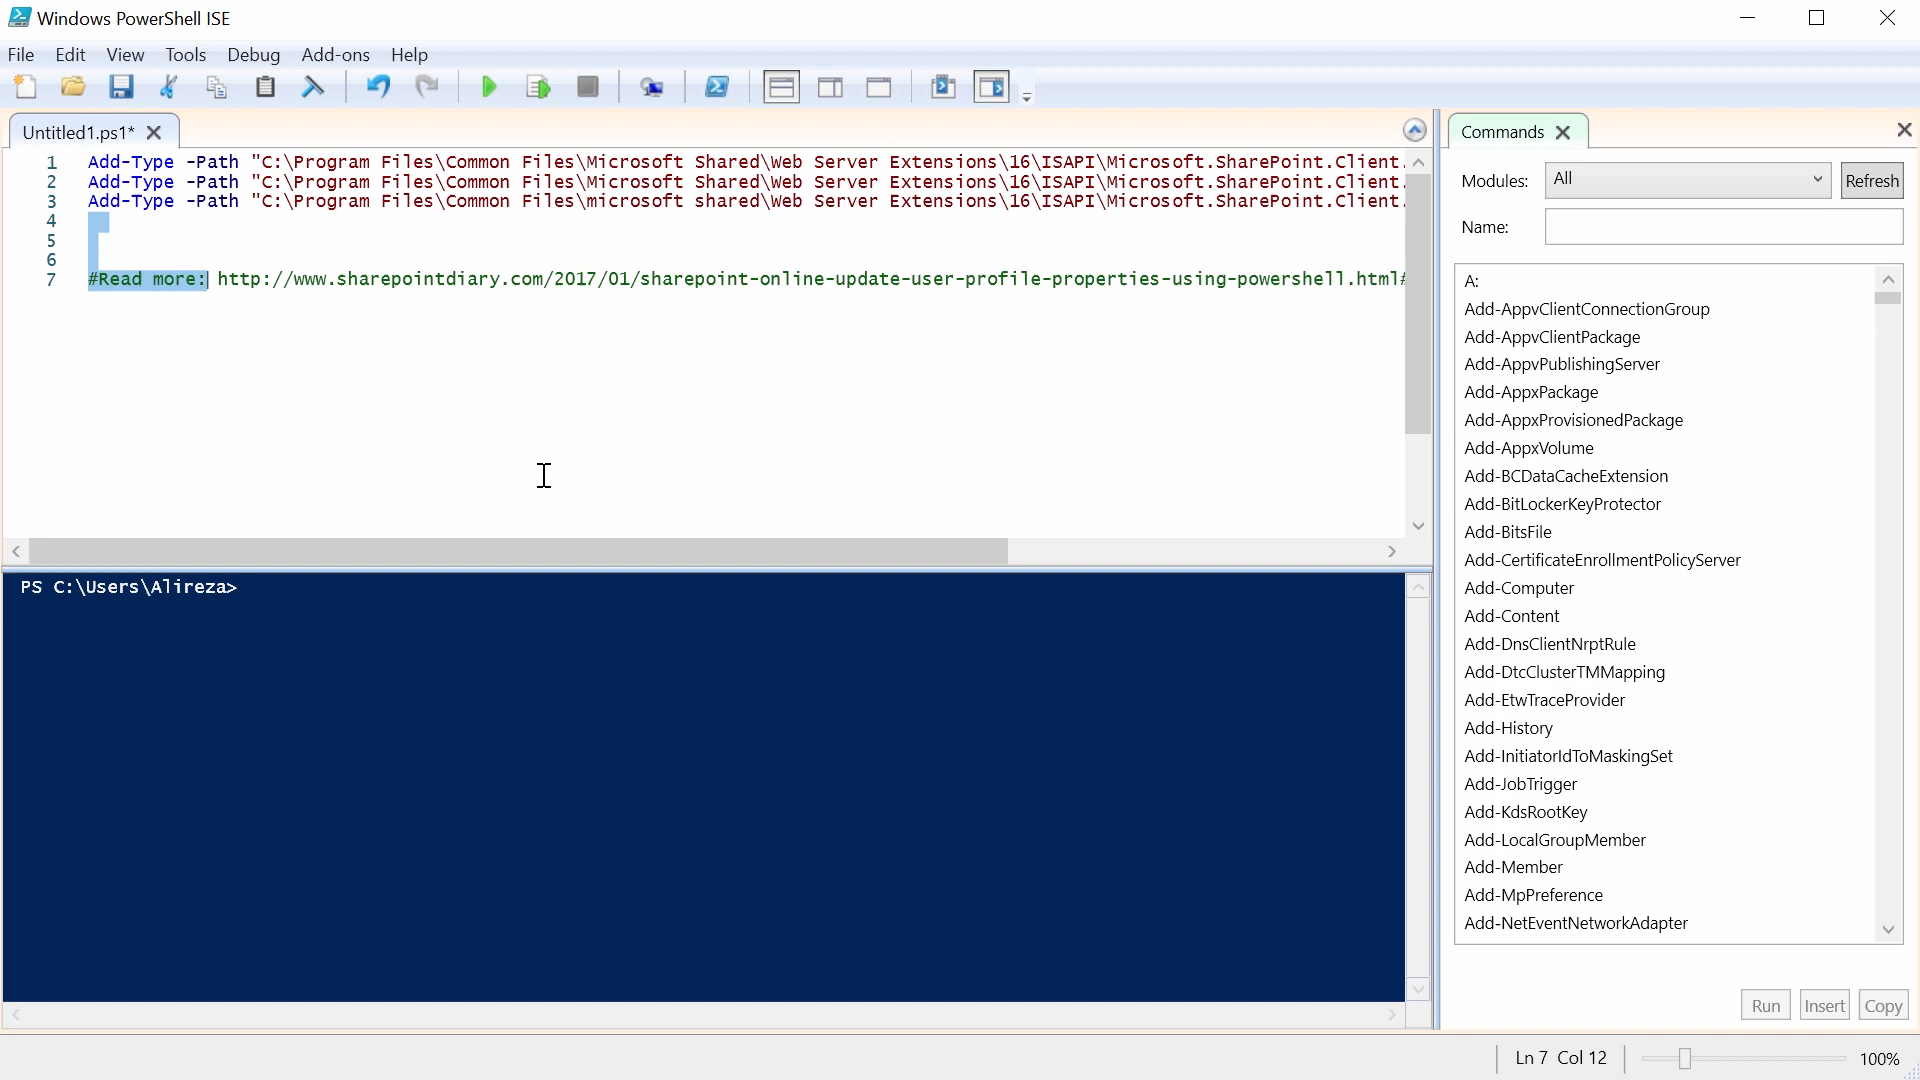 Windows PowerShell ISE
File Edit View Tools Debug Add-ons Help
Untitled1.ps1*
1 Add-Type -Path "C:\Program Files\Common Files\Microsoft Shared\Web Server Extensions\16\ISAPI\Microsoft.SharePoint.Client.
2 Add-Type -Path "C:\Program Files\Common Files\Microsoft Shared\Web Server Extensions\16\ISAPI\Microsoft.SharePoint.Client.
3 Add-Type -Path "C:\Program Files\Common Files\microsoft shared\Web Server Extensions\16\ISAPI\Microsoft.SharePoint.Client.
4
5
6
7 #Read more: http://www.sharepointdiary.com/2017/01/sharepoint-online-update-user-profile-properties-using-powershell.html#
PS C:\Users\Alireza>
Commands
Modules: All Refresh
Name:
A:
Add-AppvClientConnectionGroup
Add-AppvClientPackage
Add-AppvPublishingServer
Add-AppxPackage
Add-AppxProvisionedPackage
Add-AppxVolume
Add-BCDataCacheExtension
Add-BitLockerKeyProtector
Add-BitsFile
Add-CertificateEnrollmentPolicyServer
Add-Computer
Add-Content
Add-DnsClientNrptRule
Add-DtcClusterTMMapping
Add-EtwTraceProvider
Add-History
Add-InitiatorIdToMaskingSet
Add-JobTrigger
Add-KdsRootKey
Add-LocalGroupMember
Add-Member
Add-MpPreference
Add-NetEventNetworkAdapter
Run Insert Copy
Ln 7 Col 12 100%